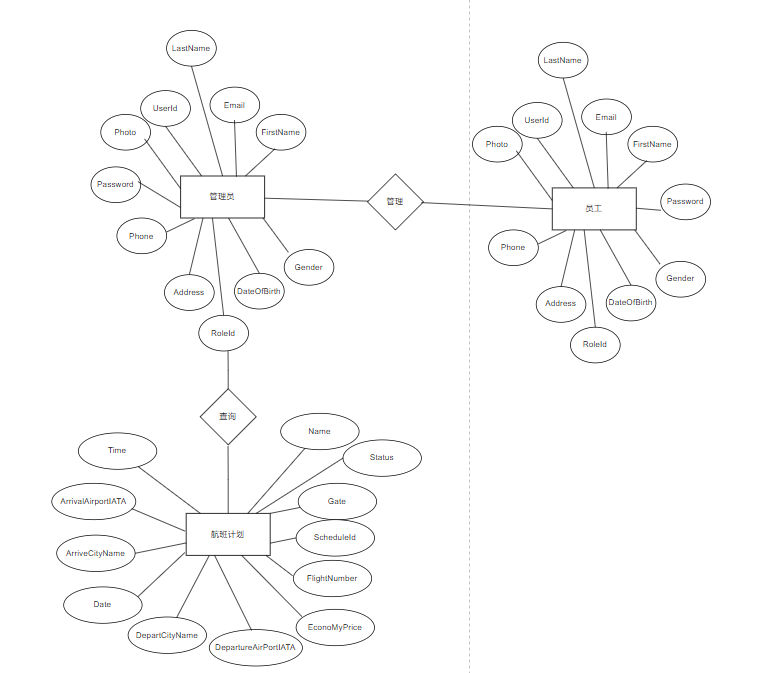 LastName
UserId
Email
Photo
FirstName
Password
管理员
Phone
Gender
Address
DateOfBirth
RoleId
管理
LastName
UserId
Email
Photo
FirstName
Password
员工
Phone
Gender
Address
DateOfBirth
RoleId
查询
Name
Time
Status
ArrivalAirportIATA
Gate
航班计划
ScheduleId
ArriveCityName
FlightNumber
Date
EconoMyPrice
DepartCityName
DepartureAirPortIATA